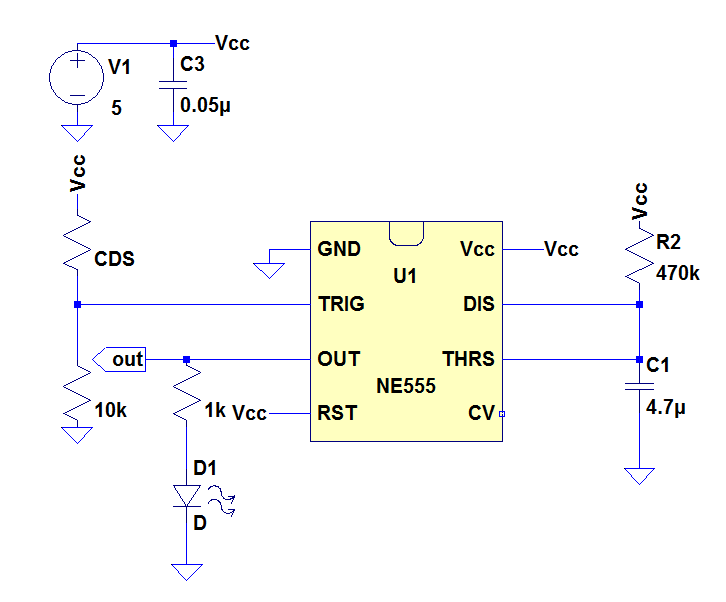 Vcc
V1
C3
5
0.05µ
Vcc
CDS
10k
out
1k
Vcc
D1
D
GND
Vcc
Vcc
U1
TRIG
DIS
OUT
THRS
NE555
RST
CV
Vcc
R2
470k
C1
4.7µ